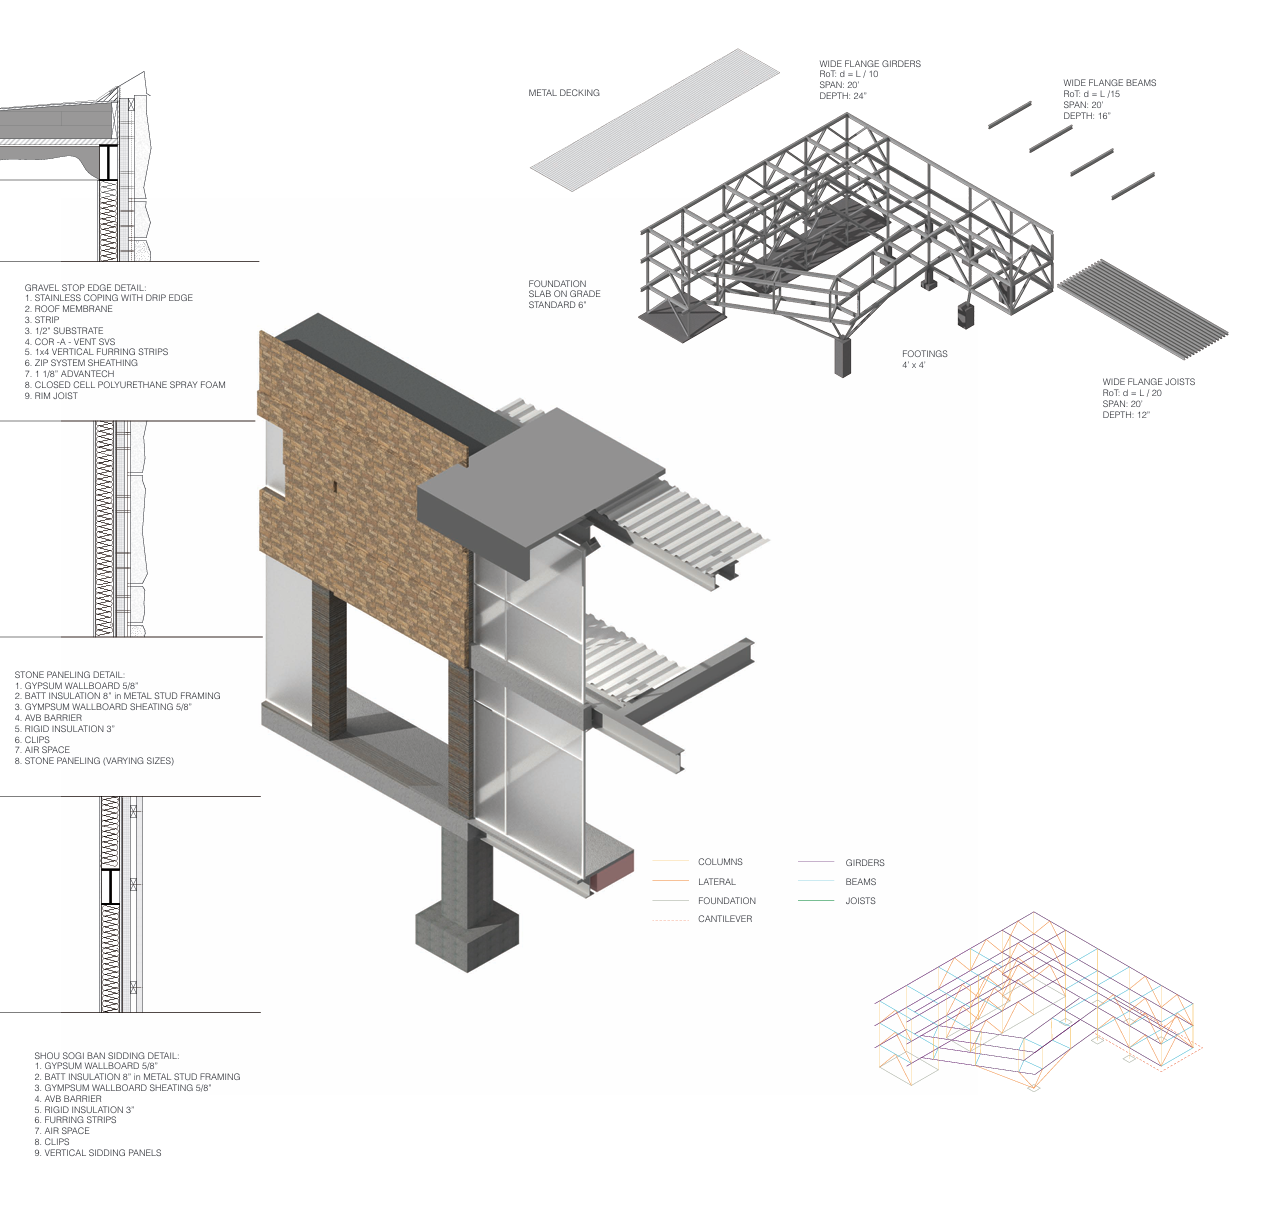 METAL DECKING
WIDE FLANGE GIRDERS
RoT: d = L / 10
SPAN: 20'
DEPTH: 24"
WIDE FLANGE BEAMS
RoT: d = L /15
SPAN: 20'
DEPTH: 16"
FOUNDATION
SLAB ON GRADE
STANDARD 6"
FOOTINGS
4' x 4'
WIDE FLANGE JOISTS
RoT: d = L / 20
SPAN: 20'
DEPTH: 12"
GRAVEL STOP EDGE DETAIL:
1. STAINLESS COPING WITH DRIP EDGE
2. ROOF MEMBRANE
3. STRIP
3. 1/2" SUBSTRATE
4. COR -A - VENT SVS
5. 1x4 VERTICAL FURRING STRIPS
6. ZIP SYSTEM SHEATHING
7. 1 1/8" ADVANTECH
8. CLOSED CELL POLYURETHANE SPRAY FOAM
9. RIM JOIST
STONE PANELING DETAIL:
1. GYPSUM WALLBOARD 5/8"
2. BATT INSULATION 8" in METAL STUD FRAMING
3. GYMPSUM WALLBOARD SHEATING 5/8"
4. AVB BARRIER
5. RIGID INSULATION 3"
6. CLIPS
7. AIR SPACE
8. STONE PANELING (VARYING SIZES)
COLUMNS
LATERAL
FOUNDATION
CANTILEVER
GIRDERS
BEAMS
JOISTS
SHOU SOGI BAN SIDDING DETAIL:
1. GYPSUM WALLBOARD 5/8"
2. BATT INSULATION 8" in METAL STUD FRAMING
3. GYMPSUM WALLBOARD SHEATING 5/8"
4. AVB BARRIER
5. RIGID INSULATION 3"
6. FURRING STRIPS
7. AIR SPACE
8. CLIPS
9. VERTICAL SIDDING PANELS